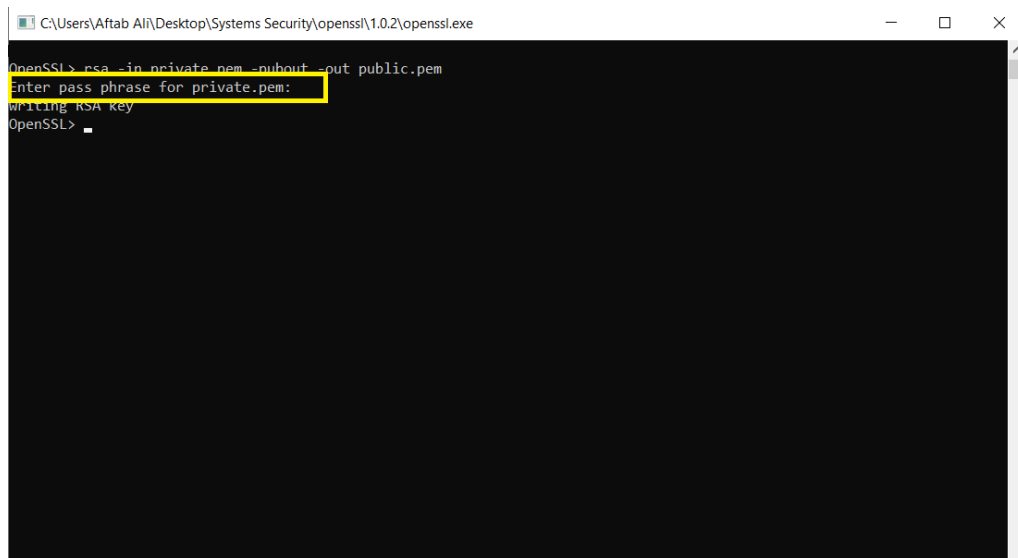 C:\Users\Aftab Ali\Desktop\Systems Security\openssl\1.0.2\openssl.exe
OpenSSL> rsa -in private.pem -pubout -out public.pem
Enter pass phrase for private.pem:
writing RSA key
OpenSSL>